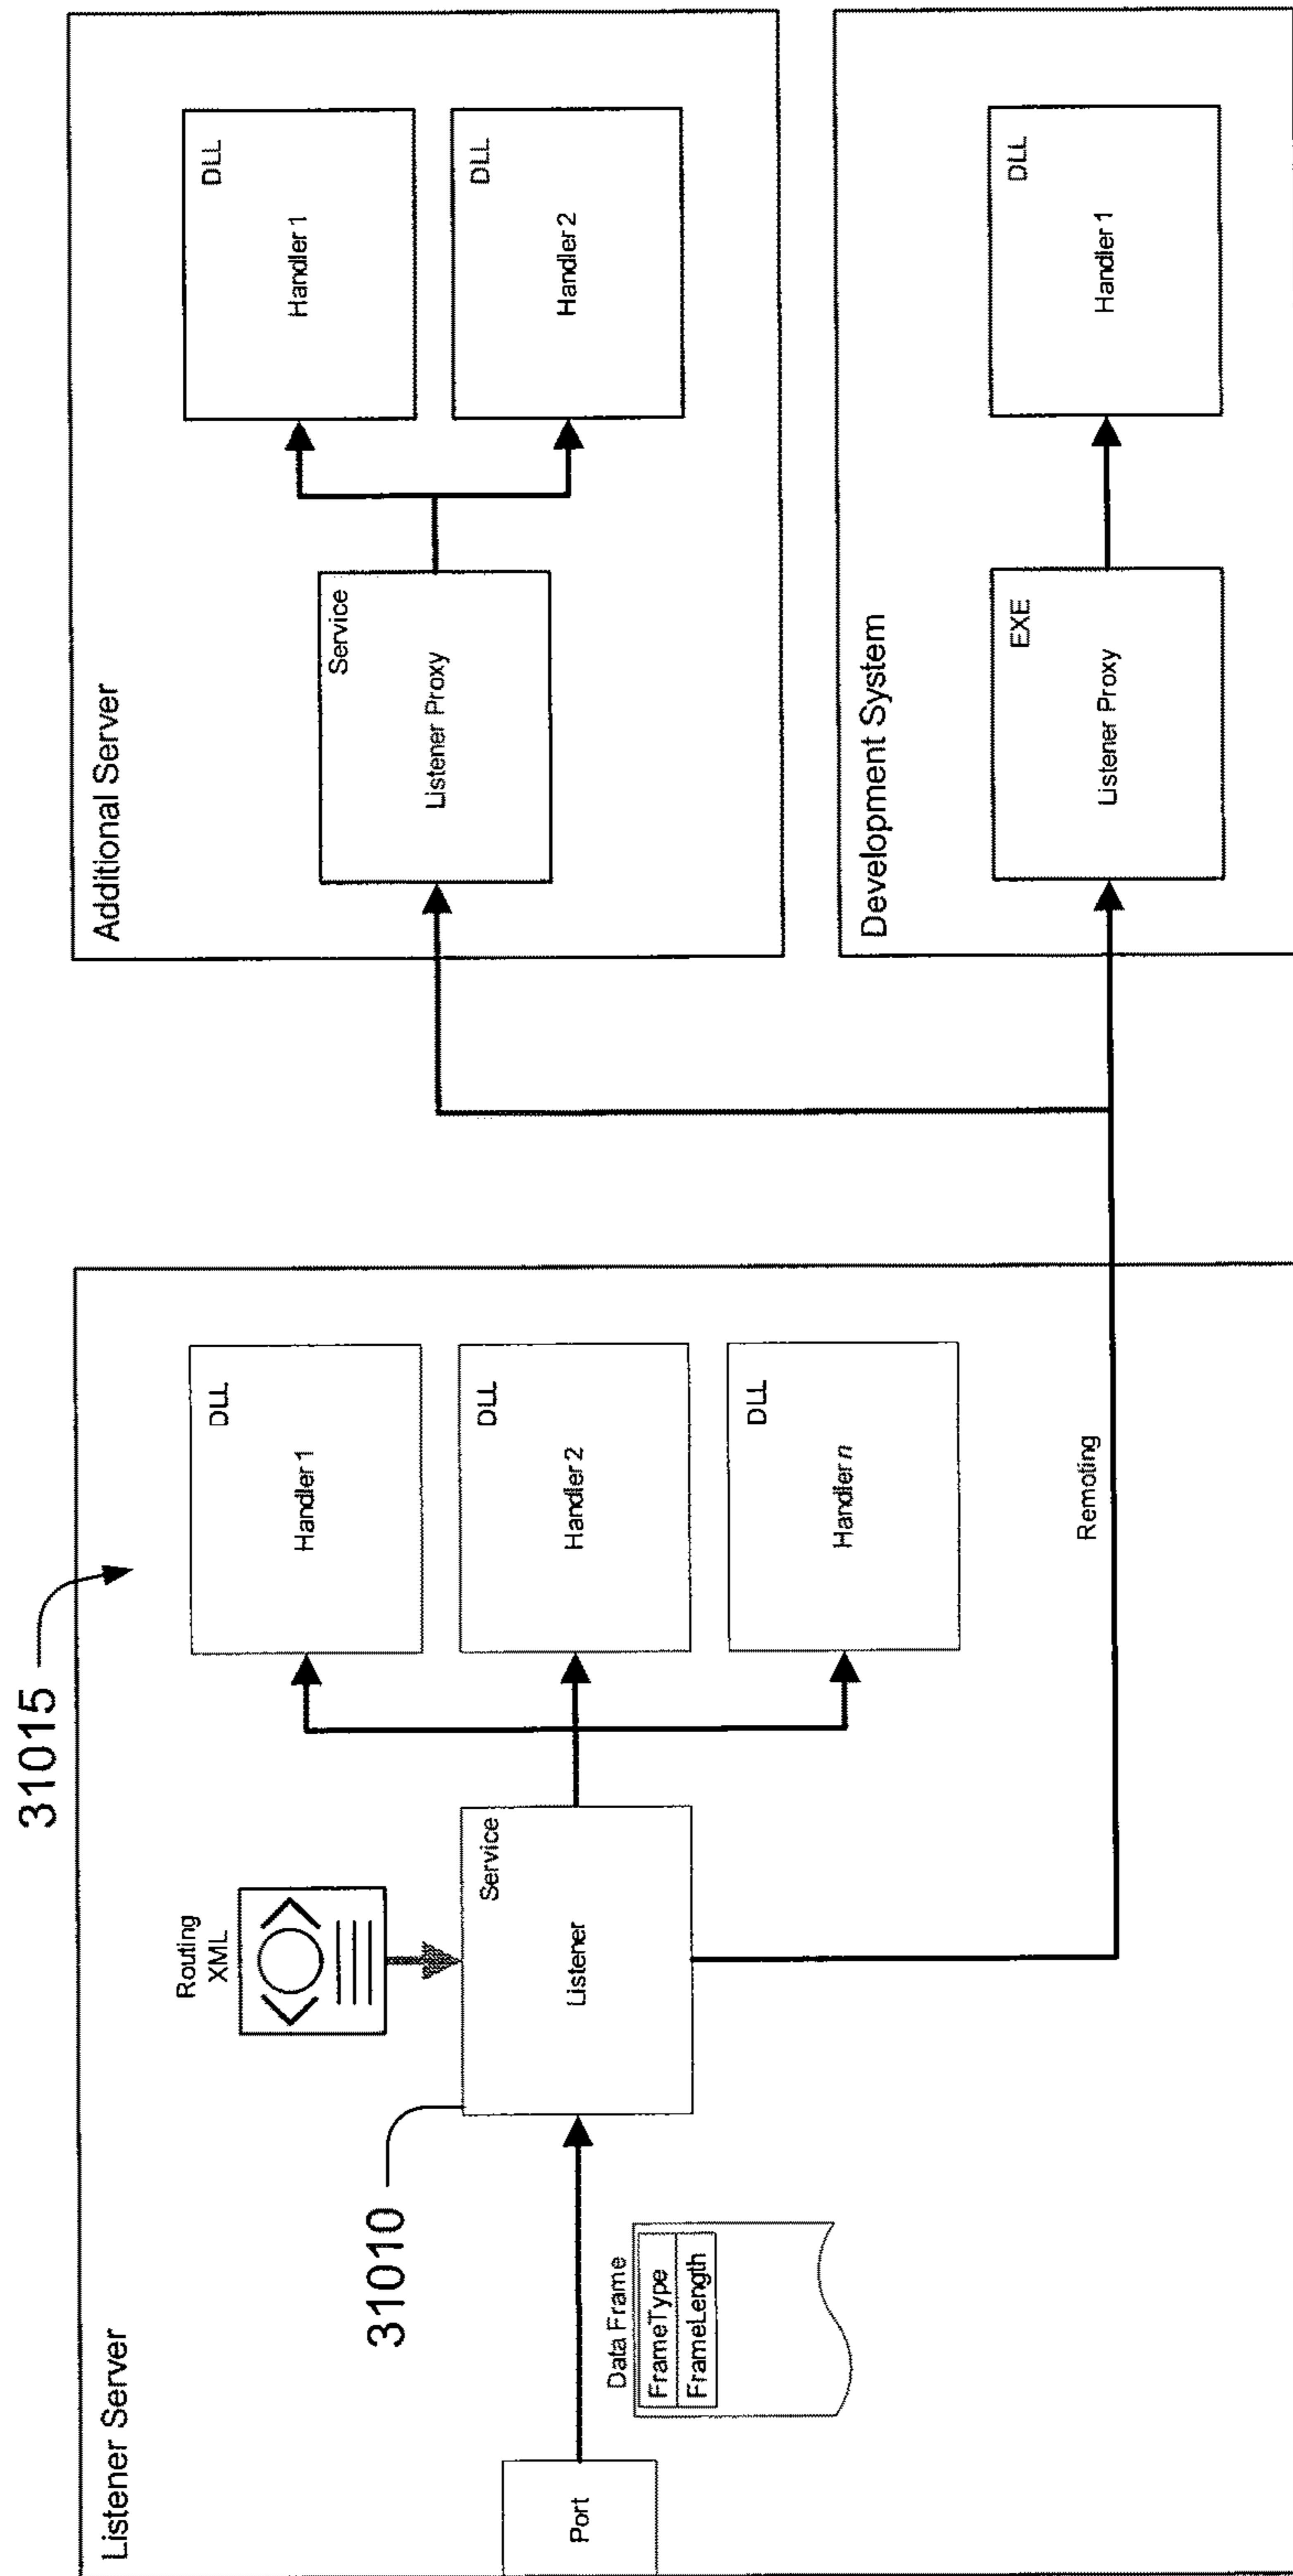 31015
Listener Server
Port
Data Frame
FrameType
FrameLength
31010
Routing
XML
Service
Listener
DLL
Handler 1
DLL
Handler 2
DLL
Handler n
Remoting
Additional Server
Service
Listener Proxy
DLL
Handler 1
DLL
Handler 2
Development System
EXE
Listener Proxy
DLL
Handler 1